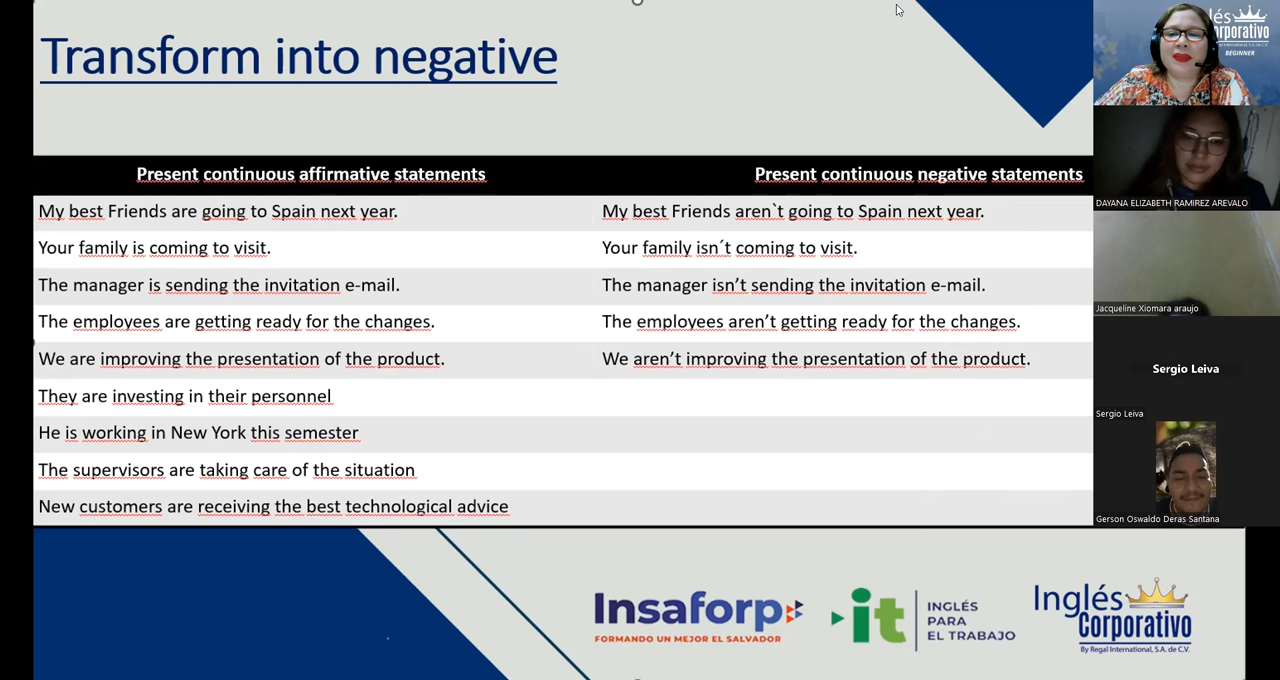 Transform into negative
Present continuous affirmative statements
Present continuous negative statements
My best Friends are going to Spain next year.
My best Friends aren`t going to Spain next year.
Your family is coming to visit.
Your family isn´t coming to visit.
The manager is sending the invitation e-mail.
The manager isn’t sending the invitation e-mail.
The employees are getting ready for the changes.
The employees aren’t getting ready for the changes.
We are improving the presentation of the product.
We aren’t improving the presentation of the product.
They are investing in their personnel
He is working in New York this semester
The supervisors are taking care of the situation
New customers are receiving the best technological advice
Insaforp
FORMANDO UN MEJOR EL SALVADOR
it
INGLÉS
PARA
EL TRABAJO
Inglés
Corporativo
By Regal International, S.A. de C.V.
BEGINNER
DAYANA ELIZABETH RAMIREZ AREVALO
Jacqueline Xiomara araujo
Sergio Leiva
Sergio Leiva
Gerson Oswaldo Deras Santana